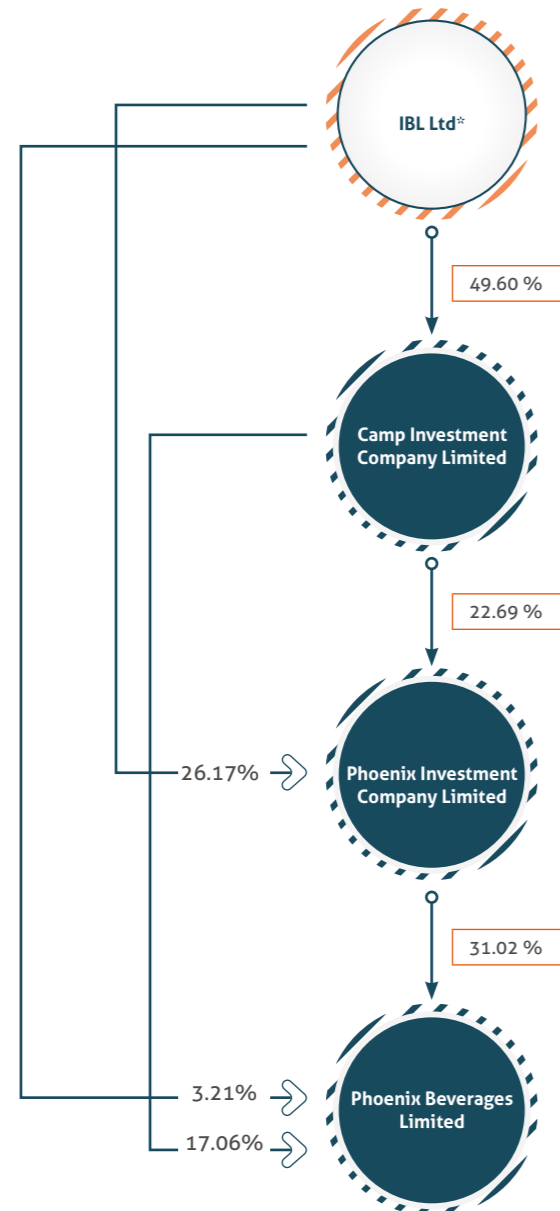 IBL Ltd*
49.60 %
Camp Investment
Company Limited
22.69 %
26.17%
Phoenix Investment
Company Limited
31.02 %
3.21%
17.06%
Phoenix Beverages
Limited